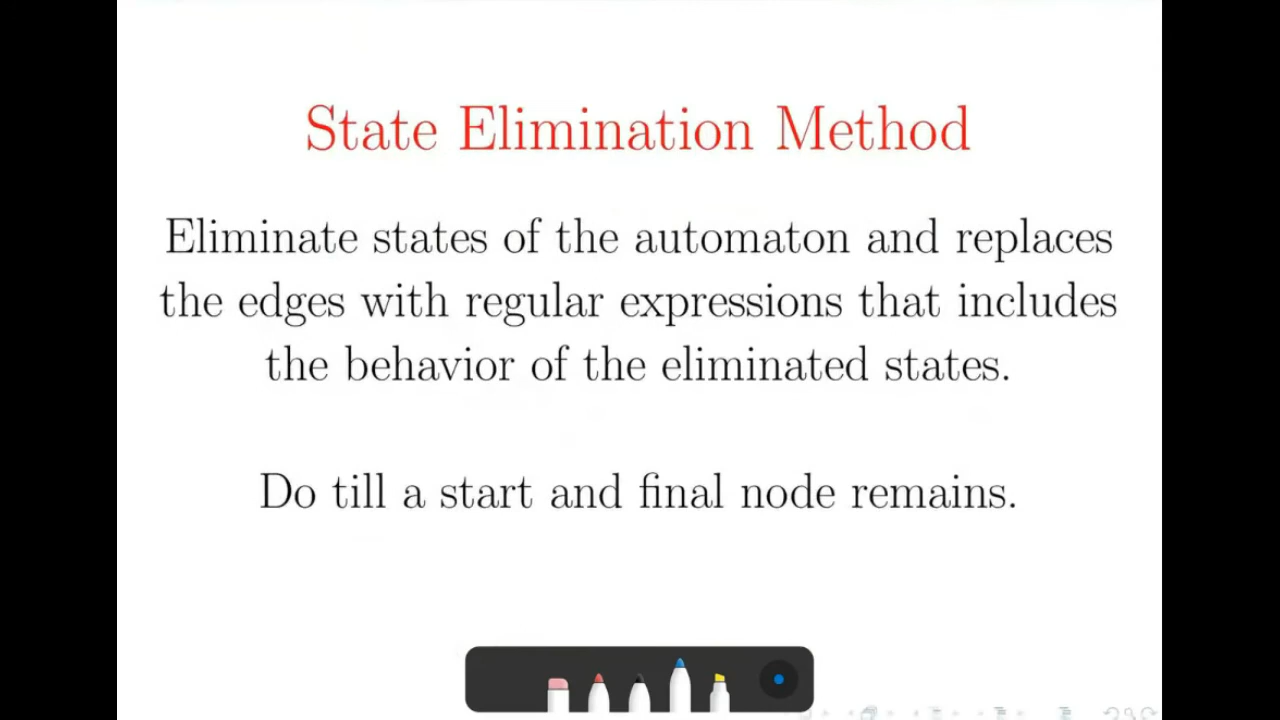 State Elimination Method
Eliminate states of the automaton and replaces
the edges with regular expressions that includes
the behavior of the eliminated states.
Do till a start and final node remains.